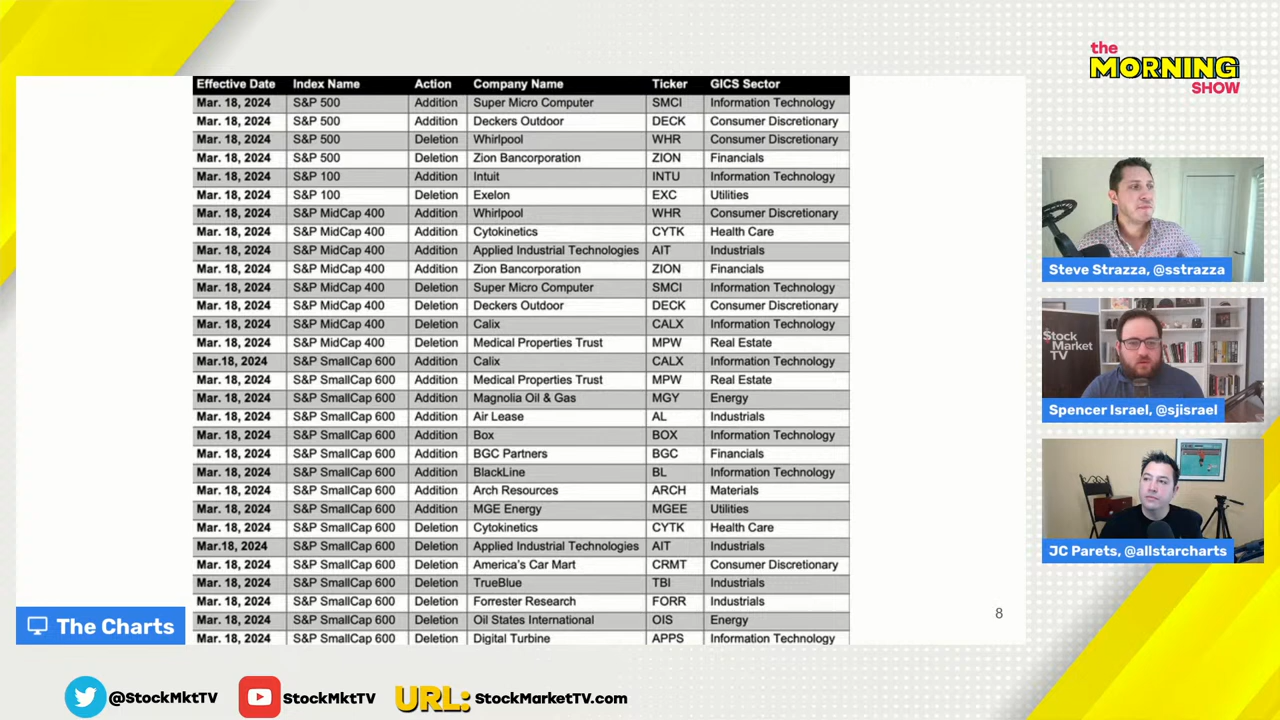 the
MORNING
SHOW
Effective Date Index Name Action Company Name Ticker GICS Sector
Mar. 18, 2024 S&P 500 Addition Super Micro Computer SMCI Information Technology
Mar. 18, 2024 S&P 500 Addition Deckers Outdoor DECK Consumer Discretionary
Mar. 18, 2024 S&P 500 Deletion Whirlpool WHR Consumer Discretionary
Mar. 18, 2024 S&P 500 Deletion Zion Bancorporation ZION Financials
Mar. 18, 2024 S&P 100 Addition Intuit INTU Information Technology
Mar. 18, 2024 S&P 100 Deletion Exelon EXC Utilities
Mar. 18, 2024 S&P MidCap 400 Addition Whirlpool WHR Consumer Discretionary
Mar. 18, 2024 S&P MidCap 400 Addition Cytokinetics CYTK Health Care
Mar. 18, 2024 S&P MidCap 400 Addition Applied Industrial Technologies AIT Industrials
Mar. 18, 2024 S&P MidCap 400 Addition Zion Bancorporation ZION Financials
Mar. 18, 2024 S&P MidCap 400 Deletion Super Micro Computer SMCI Information Technology
Mar. 18, 2024 S&P MidCap 400 Deletion Deckers Outdoor DECK Consumer Discretionary
Mar. 18, 2024 S&P MidCap 400 Deletion Calix CALX Information Technology
Mar. 18, 2024 S&P MidCap 400 Deletion Medical Properties Trust MPW Real Estate
Mar.18, 2024 S&P SmallCap 600 Addition Calix CALX Information Technology
Mar. 18, 2024 S&P SmallCap 600 Addition Medical Properties Trust MPW Real Estate
Mar. 18, 2024 S&P SmallCap 600 Addition Magnolia Oil & Gas MGY Energy
Mar. 18, 2024 S&P SmallCap 600 Addition Air Lease AL Industrials
Mar. 18, 2024 S&P SmallCap 600 Addition Box BOX Information Technology
Mar. 18, 2024 S&P SmallCap 600 Addition BGC Partners BGC Financials
Mar. 18, 2024 S&P SmallCap 600 Addition BlackLine BL Information Technology
Mar. 18, 2024 S&P SmallCap 600 Addition Arch Resources ARCH Materials
Mar. 18, 2024 S&P SmallCap 600 Addition MGE Energy MGEE Utilities
Mar. 18, 2024 S&P SmallCap 600 Deletion Cytokinetics CYTK Health Care
Mar.18, 2024 S&P SmallCap 600 Deletion Applied Industrial Technologies AIT Industrials
Mar. 18, 2024 S&P SmallCap 600 Deletion America's Car Mart CRMT Consumer Discretionary
Mar. 18, 2024 S&P SmallCap 600 Deletion TrueBlue TBI Industrials
Mar. 18, 2024 S&P SmallCap 600 Deletion Forrester Research FORR Industrials
Mar. 18, 2024 S&P SmallCap 600 Deletion Oil States International OIS Energy
Mar. 18, 2024 S&P SmallCap 600 Deletion Digital Turbine APPS Information Technology
8
The Charts
Steve Strazza, @sstrazza
Stock
Market
TV
Spencer Israel, @sjisrael
JC Parets, @allstarcharts
@StockMktTV
StockMktTV
URL: StockMarketTV.com